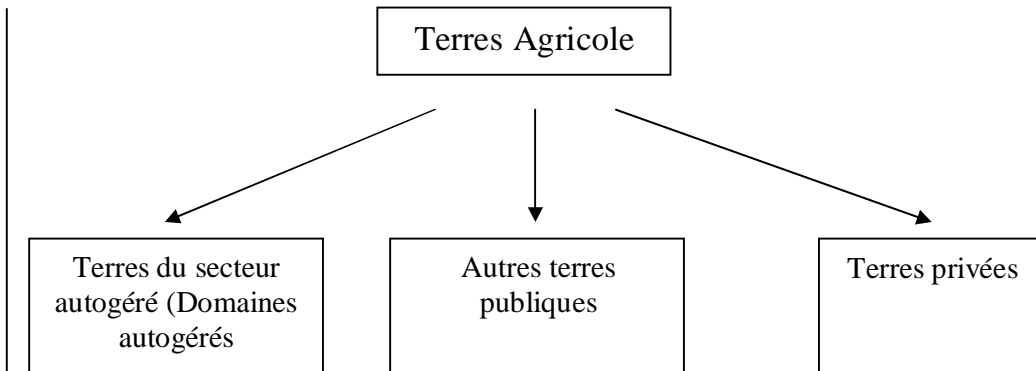 Terres Agricole
Terres du secteur
autogéré (Domaines
autogérés
Autres terres
publiques
Terres privées